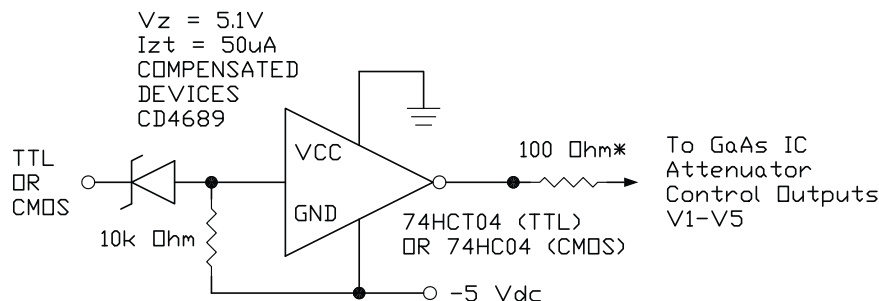 Vz = 5.1V
Izt = 50uA
COMPENSATED
DEVICES
CD4689
TTL
OR
CMOS
10k Ohm
VCC
GND
74HCT04 (TTL)
OR 74HC04 (CMOS)
-5 Vdc
100 Ohm*
To GaAs IC
Attenuator
Control Outputs
V1-V5